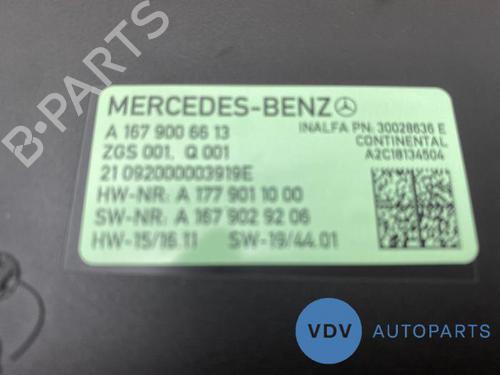 B-PARTS
MERCEDES-BENZ
A 167 900 66 13
INALFA PN: 30028636 E
ZGS 001, Q 001
CONTINENTAL
A2C18134504
21 092000003919E
HW-NR: A 177 901 10 00
SW-NR: A 167 902 92 06
HW-15/16.11 SW-19/44.01
VDV AUTOPARTS